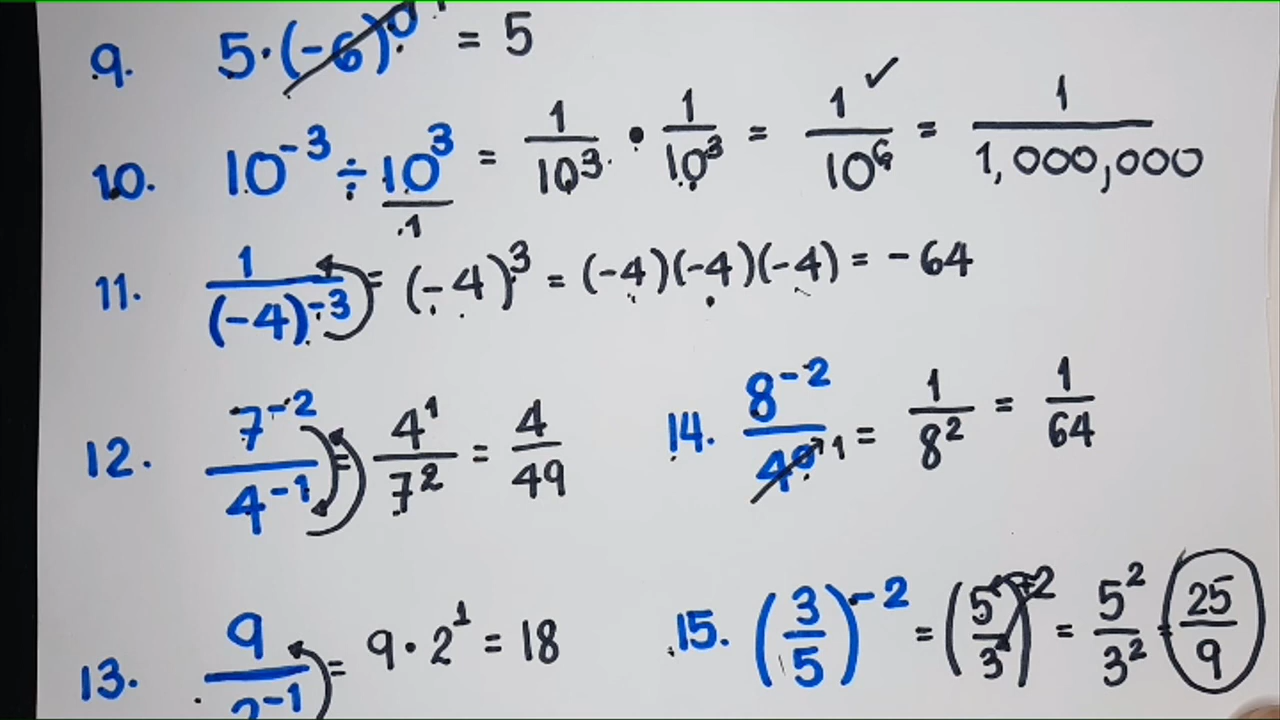 9. 5·(-6)⁰ ¹ = 5
10. 10⁻³ ÷ 10³/1 = 1/10³ · 1/10³ = 1/10⁶ ✓ = 1/1,000,000
11. 1/(-4)⁻³ = (-4)³ = (-4)(-4)(-4) = -64
12. 7⁻²/4⁻¹ = 4¹/7² = 4/49
14. 8⁻²/4⁰ 1 = 1/8² = 1/64
13. 9/2⁻¹ = 9·2¹ = 18
15. (3/5)⁻² = (5/3)⁺² = 5²/3² = 25/9